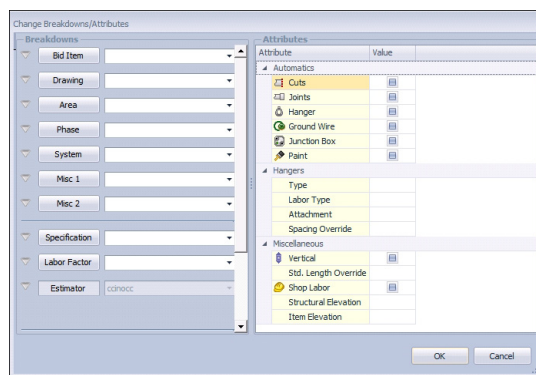 Change Breakdowns/Attributes
Breakdowns
Bid Item
Drawing
Area
Phase
System
Misc 1
Misc 2
Specification
Labor Factor
Estimator ccinocc
Attributes
Attribute Value
Automatics
Cuts
Joints
Hanger
Ground Wire
Junction Box
Paint
Hangers
Type
Labor Type
Attachment
Spacing Override
Miscellaneous
Vertical
Std. Length Override
Shop Labor
Structural Elevation
Item Elevation
OK Cancel